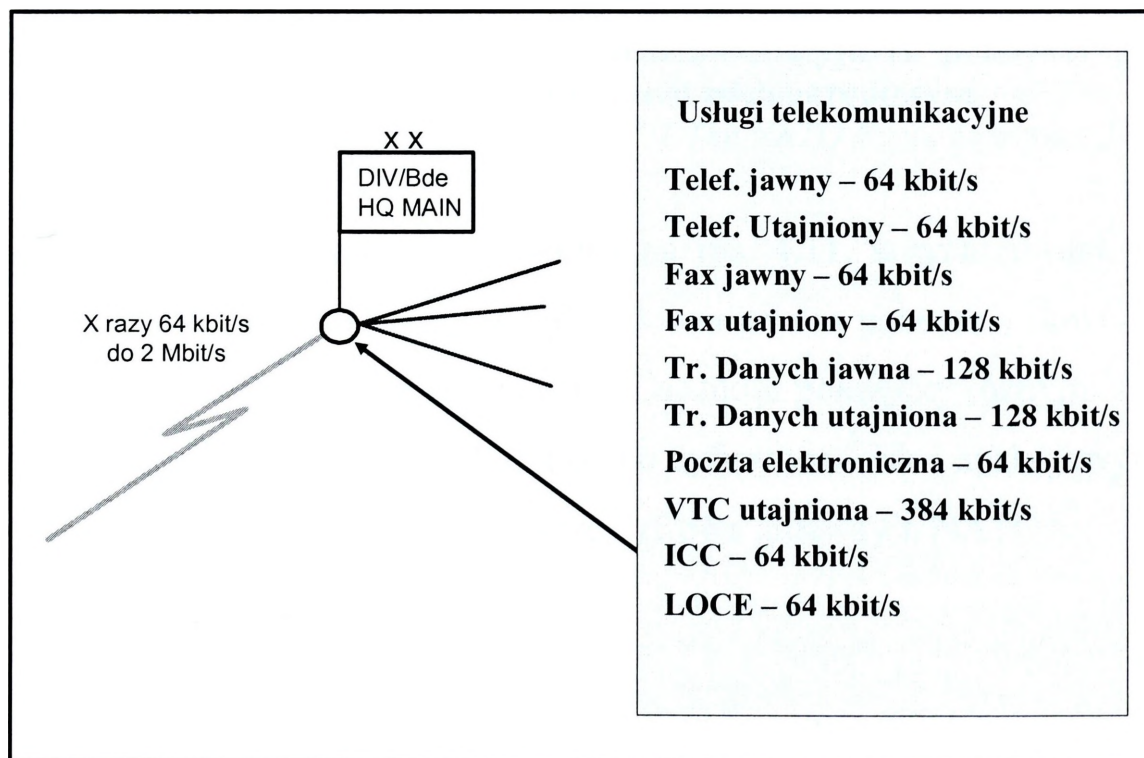 Usługi telekomunikacyjne
X X
DIV/Bde
HQ MAIN
X razy 64 kbit/s
do 2 Mbit/s
Telef. jawny – 64 kbit/s
Telef. Utajniony – 64 kbit/s
Fax jawny – 64 kbit/s
Fax utajniony – 64 kbit/s
Tr. Danych jawna – 128 kbit/s
Tr. Danych utajniona – 128 kbit/s
Poczta elektroniczna – 64 kbit/s
VTC utajniona – 384 kbit/s
ICC – 64 kbit/s
LOCE – 64 kbit/s